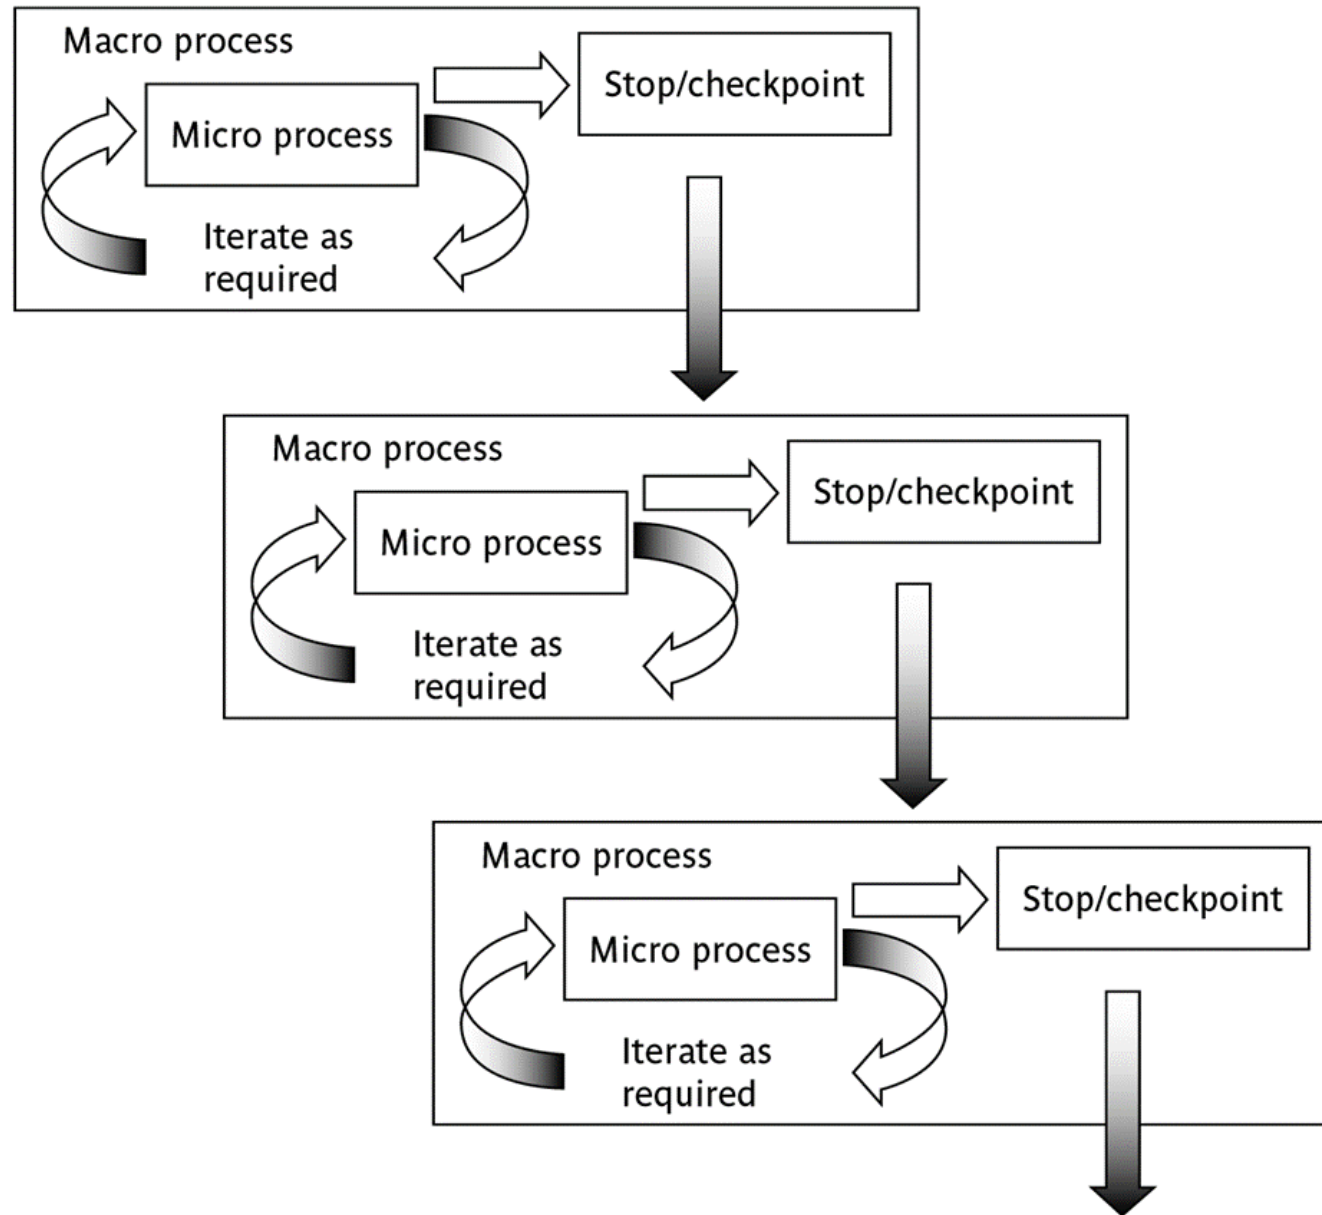 Macro process
Stop/checkpoint
Micro process
Iterate as
required
Macro process
Stop/checkpoint
Micro process
Iterate as
required
Macro process
Stop/checkpoint
Micro process
Iterate as
required